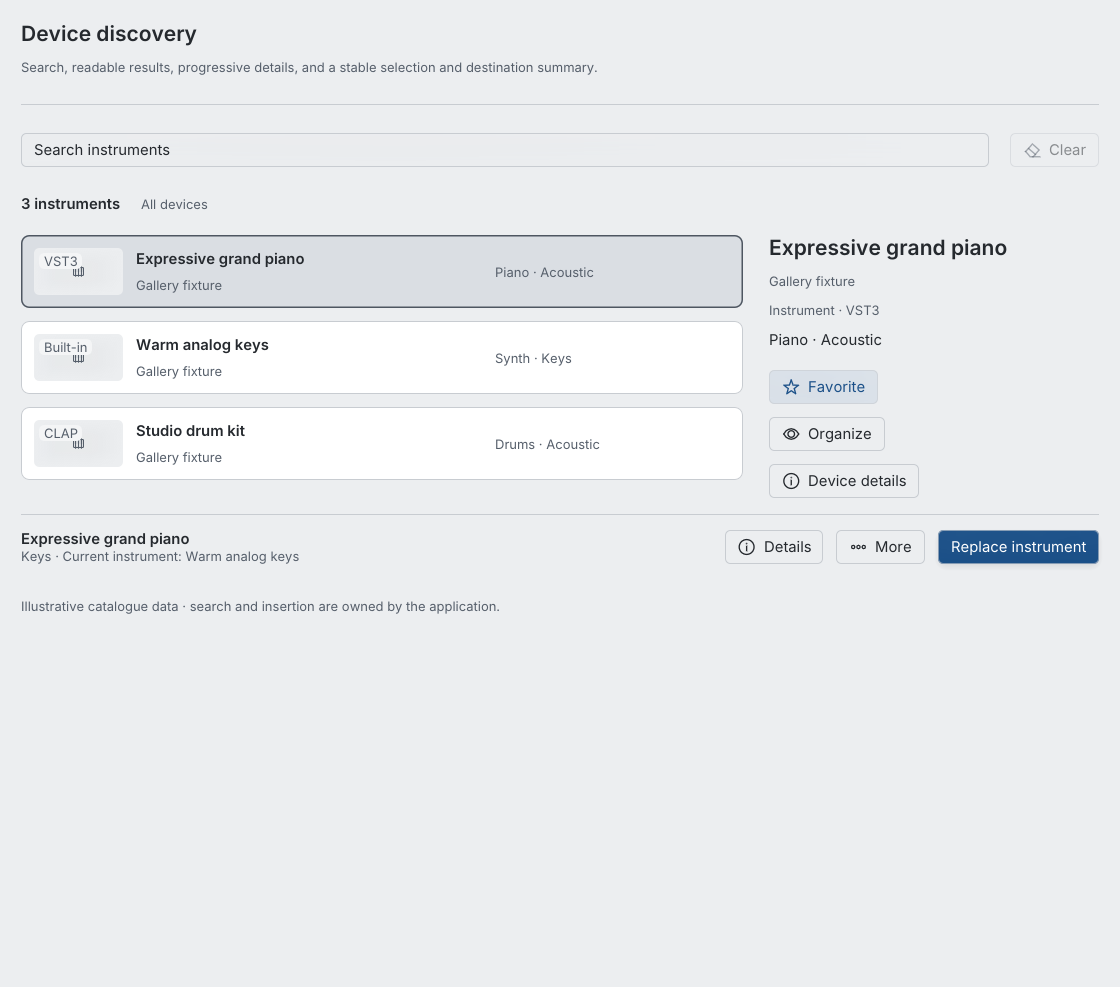 Device discovery
Search, readable results, progressive details, and a stable selection and destination summary.
Search instruments
Clear
3 instruments All devices
VST3
Expressive grand piano
Gallery fixture
Piano · Acoustic
Built-in
Warm analog keys
Gallery fixture
Synth · Keys
CLAP
Studio drum kit
Gallery fixture
Drums · Acoustic
Expressive grand piano
Gallery fixture
Instrument · VST3
Piano · Acoustic
Favorite
Organize
Device details
Expressive grand piano
Keys · Current instrument: Warm analog keys
Details
More
Replace instrument
Illustrative catalogue data · search and insertion are owned by the application.